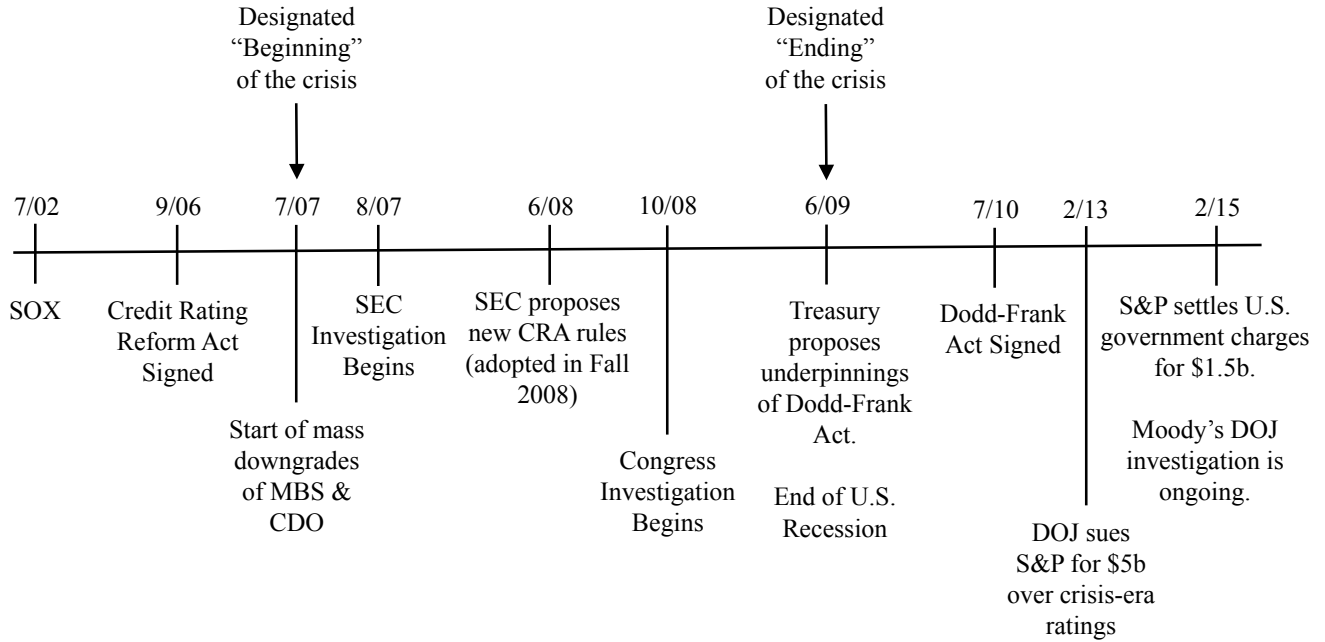 Designated
“Beginning”
of the crisis
Designated
“Ending”
of the crisis
7/02
9/06
7/07
8/07
6/08
10/08
6/09
7/10
2/13
2/15
SOX
Credit Rating
Reform Act
Signed
Start of mass
downgrades
of MBS &
CDO
SEC
Investigation
Begins
SEC proposes
new CRA rules
(adopted in Fall
2008)
Congress
Investigation
Begins
Treasury
proposes
underpinnings
of Dodd-Frank
Act.
End of U.S.
Recession
Dodd-Frank
Act Signed
DOJ sues
S&P for $5b
over crisis-era
ratings
S&P settles U.S.
government charges
for $1.5b.
Moody’s DOJ
investigation is
ongoing.